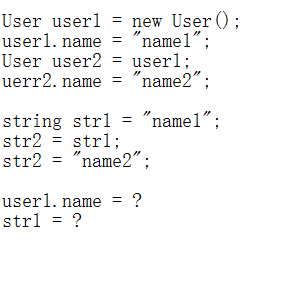 User user1 = new User();
user1.name = "name1";
User user2 = user1;
uerr2.name = "name2";

string str1 = "name1";
str2 = str1;
str2 = "name2";

user1.name = ?
str1 = ?